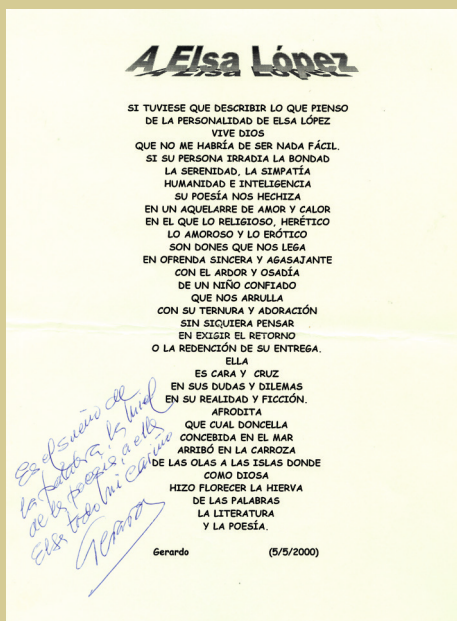 A Elsa López
SI TUVIESE QUE DESCRIBIR LO QUE PIENSO
DE LA PERSONALIDAD DE ELSA LÓPEZ
VIVE DIOS
QUE NO ME HABRÍA DE SER NADA FÁCIL.
SI SU PERSONA IRRADIA LA BONDAD
LA SERENIDAD, LA SIMPATÍA
HUMANIDAD E INTELIGENCIA
SU POESÍA NOS HECHIZA
EN UN AQUELARRE DE AMOR Y CALOR
EN EL QUE LO RELIGIOSO, HERÉTICO
LO AMOROSO Y LO ERÓTICO
SON DONES QUE NOS LEGA
EN OFRENDA SINCERA Y AGASAJANTE
CON EL ARDOR Y OSADÍA
DE UN NIÑO CONFIADO
QUE NOS ARRULLA
CON SU TERNURA Y ADORACIÓN
SIN SIQUIERA PENSAR
EN EXIGIR EL RETORNO
O LA REDENCIÓN DE SU ENTREGA.
ELLA
ES CARA Y CRUZ
EN SUS DUDAS Y DILEMAS
EN SU REALIDAD Y FICCIÓN.
AFRODITA
QUE CUAL DONCELLA
CONCEBIDA EN EL MAR
ARRIBÓ EN LA CARROZA
DE LAS OLAS A LAS ISLAS DONDE
COMO DIOSA
HIZO FLORECER LA HIERVA
DE LAS PALABRAS
LA LITERATURA
Y LA POESÍA.
Gerardo (5/5/2000)
sueño de
la palabra, la miel
de la poesía, a ella
Elsa todo mi cariño
Gerardo